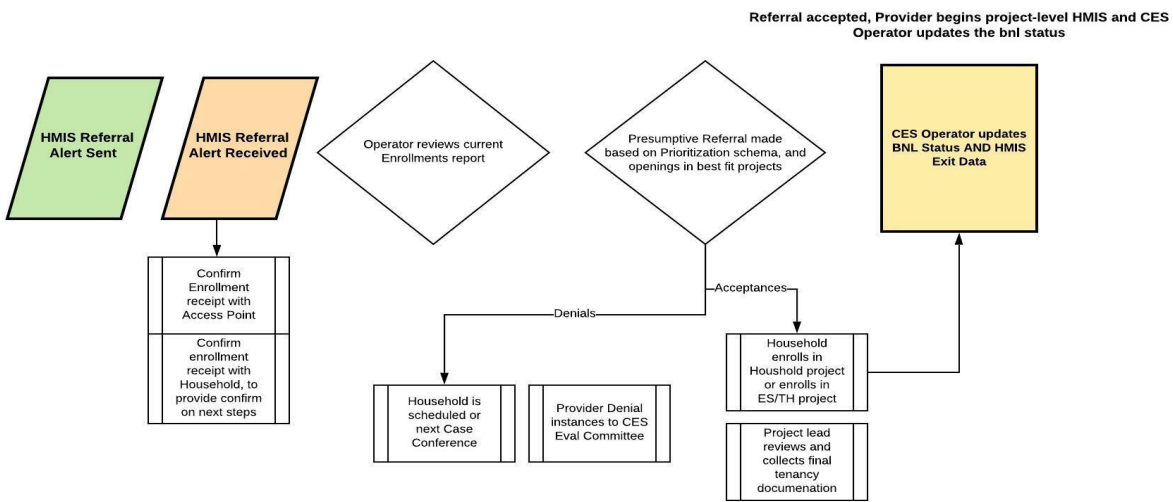 Referral accepted, Provider begins project-level HMIS and CES
Operator updates the bnl status
HMIS Referral
Alert Sent
HMIS Referral
Alert Received
Operator reviews current
Enrollments report
Presumptive Referral made
based on Prioritization schema, and
openings in best fit projects
CES Operator updates
BNL Status AND HMIS
Exit Data
Confirm
Enrollment
receipt with
Access Point
Confirm
enrollment
receipt with
Household, to
provide confirm
on next steps
Denials
Acceptances
Household is
scheduled or
next Case
Conference
Provider Denial
instances to CES
Eval Committee
Household
enrolls in
Houshold project
or enrolls in
ES/TH project
Project lead
reviews and
collects final
tenancy
documenation